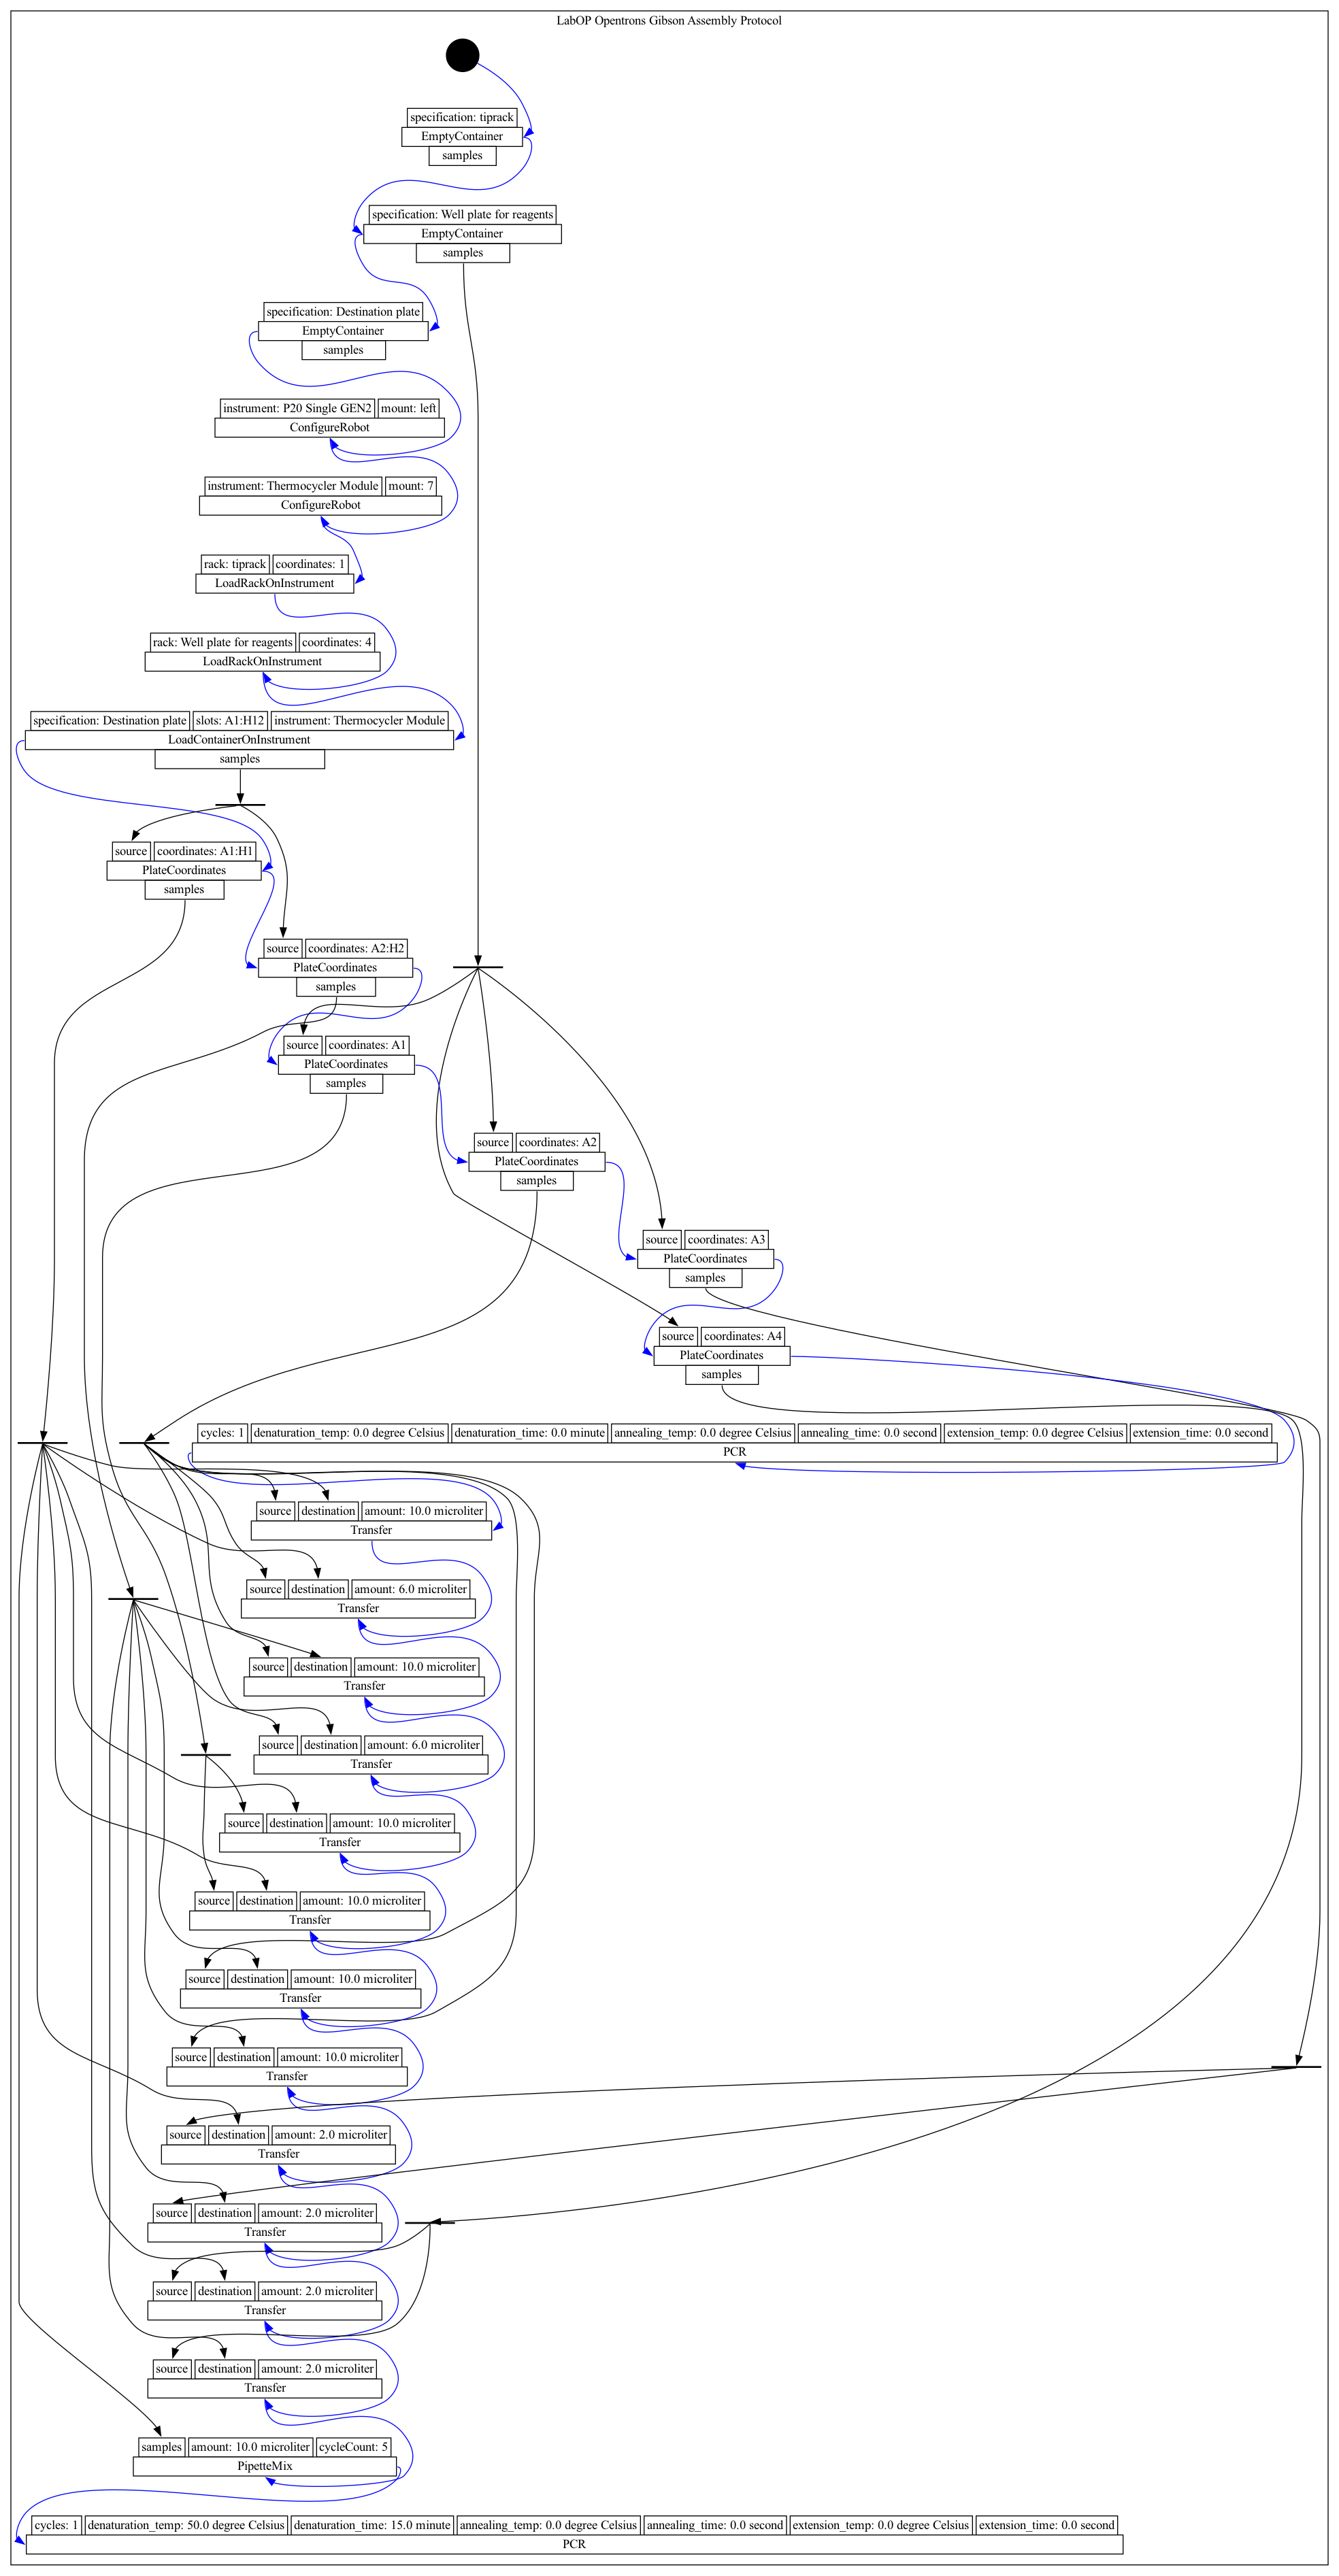 LabOP Opentrons Gibson Assembly Protocol
specification: tiprack
EmptyContainer
samples
specification: Well plate for reagents
EmptyContainer
samples
specification: Destination plate
EmptyContainer
samples
instrument: P20 Single GEN2 mount: left
ConfigureRobot
instrument: Thermocycler Module mount: 7
ConfigureRobot
rack: tiprack coordinates: 1
LoadRackOnInstrument
rack: Well plate for reagents coordinates: 4
LoadRackOnInstrument
specification: Destination plate slots: A1:H12 instrument: Thermocycler Module
LoadContainerOnInstrument
samples
source coordinates: A1:H1
PlateCoordinates
samples
source coordinates: A2:H2
PlateCoordinates
samples
source coordinates: A1
PlateCoordinates
samples
source coordinates: A2
PlateCoordinates
samples
source coordinates: A3
PlateCoordinates
samples
source coordinates: A4
PlateCoordinates
samples
cycles: 1 denaturation_temp: 0.0 degree Celsius denaturation_time: 0.0 minute annealing_temp: 0.0 degree Celsius annealing_time: 0.0 second extension_temp: 0.0 degree Celsius extension_time: 0.0 second
PCR
source destination amount: 10.0 microliter
Transfer
source destination amount: 6.0 microliter
Transfer
source destination amount: 10.0 microliter
Transfer
source destination amount: 6.0 microliter
Transfer
source destination amount: 10.0 microliter
Transfer
source destination amount: 10.0 microliter
Transfer
source destination amount: 10.0 microliter
Transfer
source destination amount: 10.0 microliter
Transfer
source destination amount: 2.0 microliter
Transfer
source destination amount: 2.0 microliter
Transfer
source destination amount: 2.0 microliter
Transfer
source destination amount: 2.0 microliter
Transfer
samples amount: 10.0 microliter cycleCount: 5
PipetteMix
cycles: 1 denaturation_temp: 50.0 degree Celsius denaturation_time: 15.0 minute annealing_temp: 0.0 degree Celsius annealing_time: 0.0 second extension_temp: 0.0 degree Celsius extension_time: 0.0 second
PCR